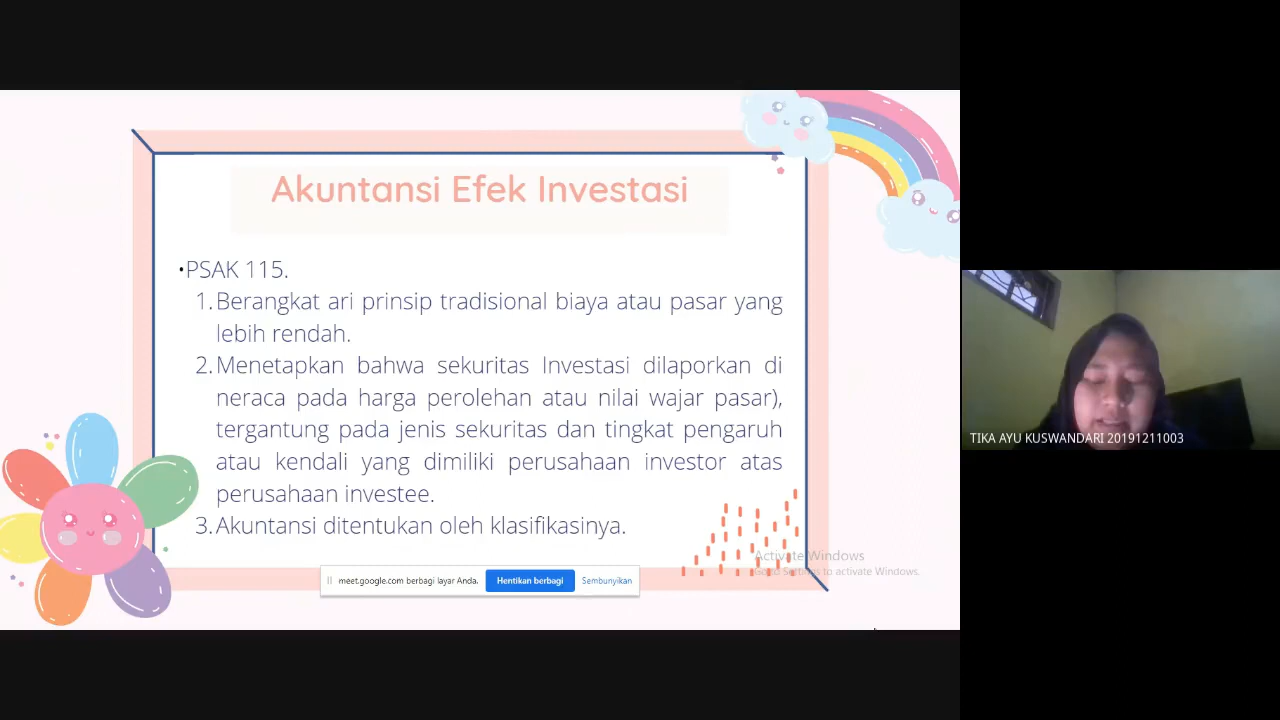 Akuntansi Efek Investasi
•PSAK 115.
1. Berangkat ari prinsip tradisional biaya atau pasar yang
lebih rendah.
2. Menetapkan bahwa sekuritas Investasi dilaporkan di
neraca pada harga perolehan atau nilai wajar pasar),
tergantung pada jenis sekuritas dan tingkat pengaruh
atau kendali yang dimiliki perusahaan investor atas
perusahaan investee.
3. Akuntansi ditentukan oleh klasifikasinya.
Activate Windows
Go to Settings to activate Windows.
meet.google.com berbagi layar Anda. Hentikan berbagi Sembunyikan
TIKA AYU KUSWANDARI 20191211003